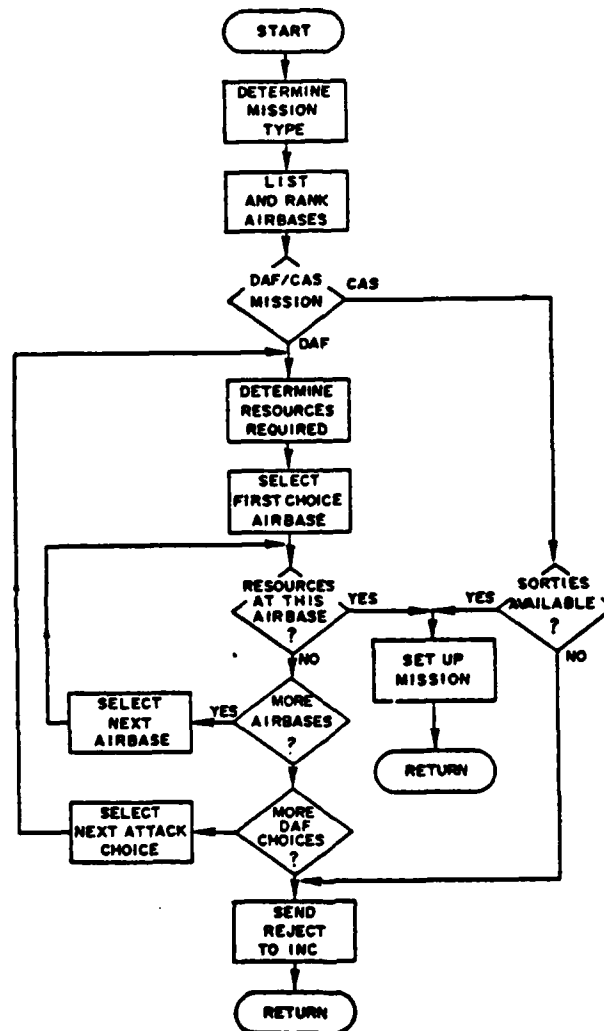 START
DETERMINE
MISSION
TYPE
LIST
AND RANK
AIRBASES
DAF/CAS
MISSION
CAS
DAF
DETERMINE
RESOURCES
REQUIRED
SELECT
FIRST CHOICE
AIRBASE
RESOURCES
AT THIS
AIRBASE
?
YES
NO
YES
SORTIES
AVAILABLE
?
NO
SET UP
MISSION
RETURN
SELECT
NEXT
AIRBASE
YES
MORE
AIRBASES
?
SELECT
NEXT ATTACK
CHOICE
MORE
DAF
CHOICES
?
SEND
REJECT
TO INC
RETURN